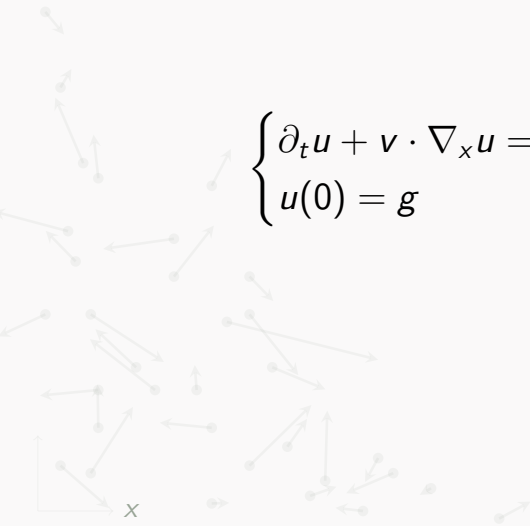 ∂ₜu + v · ∇ₓu =
u(0) = g
x